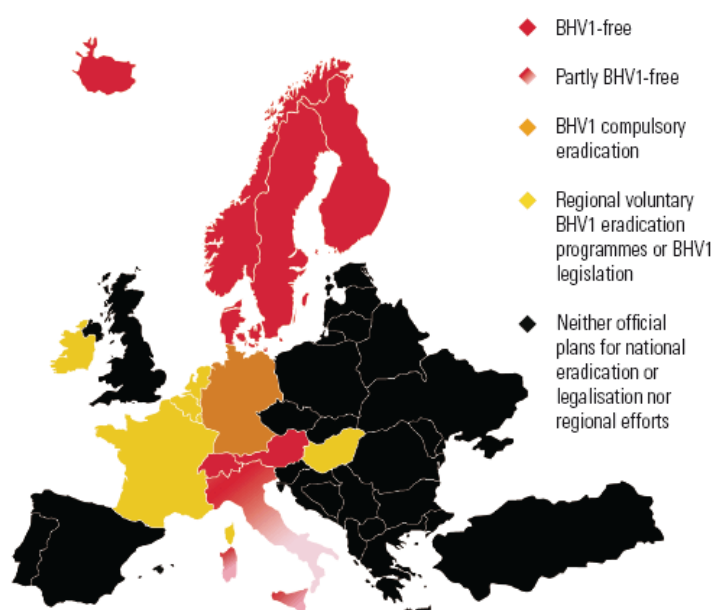 BHV1-free
Partly BHV1-free
BHV1 compulsory
eradication
Regional voluntary
BHV1 eradication
programmes or BHV1
legislation
Neither official
plans for national
eradication or
legalisation nor
regional efforts